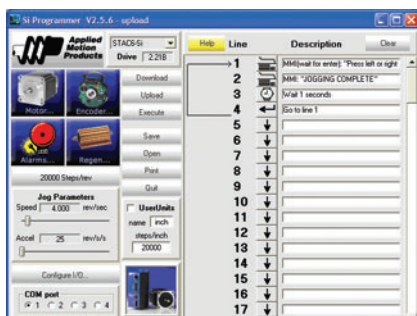 Si Programmer V2.5.6 - upload
Applied Motion Products
STAC6-Si
Drive 2.21B
Motor...
Encoder...
Alarms...
Regen...
20000 Steps/rev
Jog Parameters
Speed 4.000 rev/sec
Accel 25 rev/s/s
Configure I/O...
COM port
1 2 3 4
Download
Upload
Execute
Save
Open
Print
Quit
UserUnits
name inch
steps/inch
20000
Help Line Description Clear
1 MMI(wait for enter): "Press left or right
2 MMI: "JOGGING COMPLETE"
3 Wait 1 seconds
4 Go to line 1
5
6
7
8
9
10
11
12
13
14
15
16
17